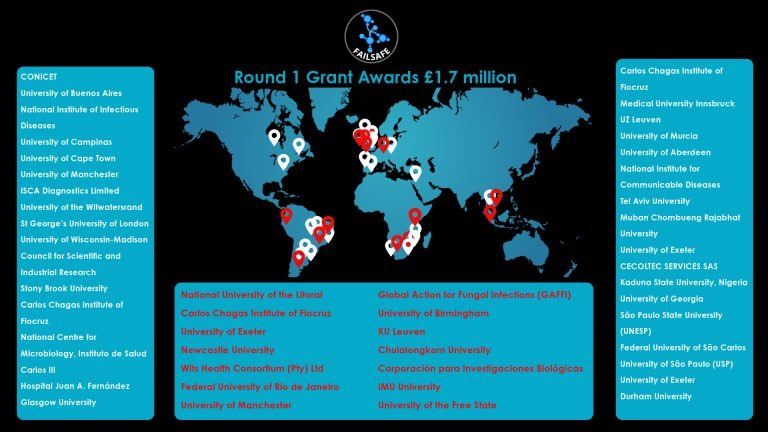 FAILSAFE
Round 1 Grant Awards £1.7 million
CONICET
University of Buenos Aires
National Institute of Infectious
Diseases
University of Campinas
University of Cape Town
University of Manchester
ISCA Diagnostics Limited
University of the Witwatersrand
St George's University of London
University of Wisconsin-Madison
Council for Scientific and
Industrial Research
Stony Brook University
Carlos Chagas Institute of
Fiocruz
National Centre for
Microbiology, Instituto de Salud
Carlos III
Hospital Juan A. Fernández
Glasgow University
National University of the Litoral
Carlos Chagas Institute of Fiocruz
University of Exeter
Newcastle University
Wits Health Consortium (Pty) Ltd
Federal University of Rio de Janeiro
University of Manchester
Global Action for Fungal Infections (GAFFI)
University of Birmingham
KU Leuven
Chulalongkorn University
Corporación para Investigaciones Biológicas
IMU University
University of the Free State
Carlos Chagas Institute of
Fiocruz
Medical University Innsbruck
UZ Leuven
University of Murcia
University of Aberdeen
National Institute for
Communicable Diseases
Tel Aviv University
Muban Chombueng Rajabhat
University
University of Exeter
CECOLTEC SERVICES SAS
Kaduna State University, Nigeria
University of Georgia
São Paulo State University
(UNESP)
Federal University of São Carlos
University of São Paulo (USP)
University of Exeter
Durham University